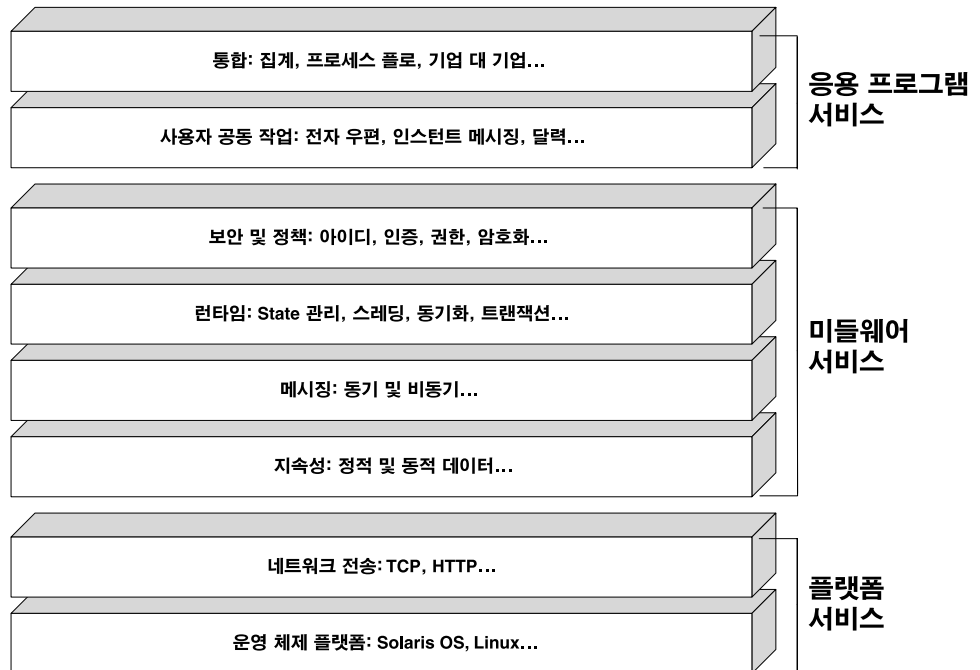 통합: 집계, 프로세스 플로, 기업 대 기업...
사용자 공동 작업: 전자 우편, 인스턴트 메시징, 달력...
응용 프로그램
서비스
보안 및 정책: 아이디, 인증, 권한, 암호화...
런타임: State 관리, 스레딩, 동기화, 트랜잭션...
메시징: 동기 및 비동기...
지속성: 정적 및 동적 데이터...
미들웨어
서비스
네트워크 전송: TCP, HTTP...
운영 체제 플랫폼: Solaris OS, Linux...
플랫폼
서비스